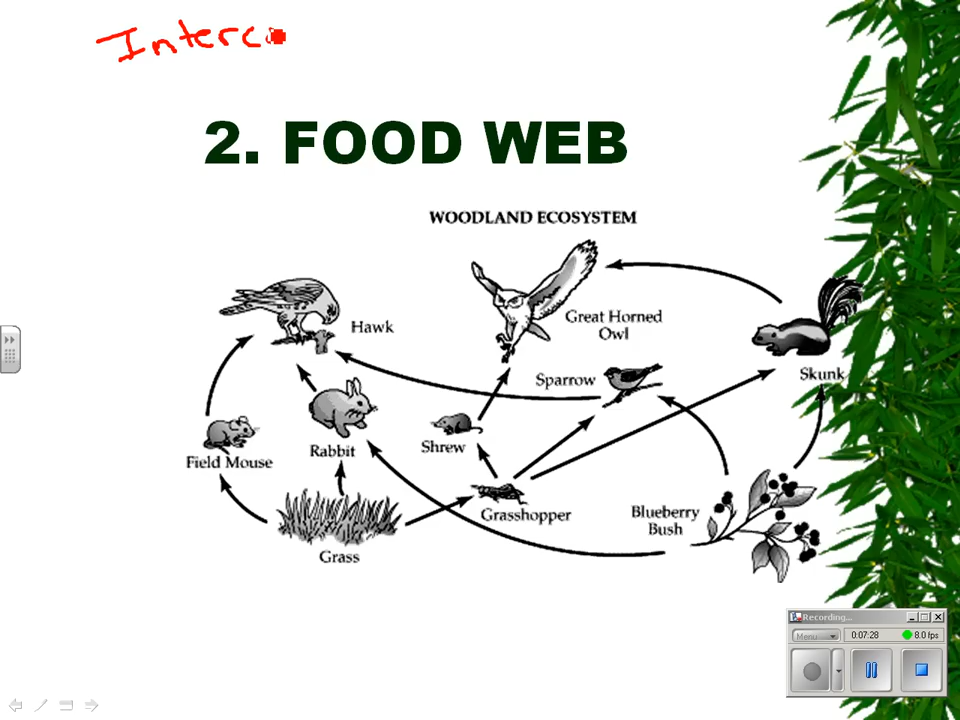 Interco
2. FOOD WEB
WOODLAND ECOSYSTEM
Hawk
Great Horned
Owl
Sparrow
Skunk
Field Mouse
Rabbit
Shrew
Grasshopper
Blueberry
Bush
Grass
Recording...
Menu
0:07:28
8.0 fps